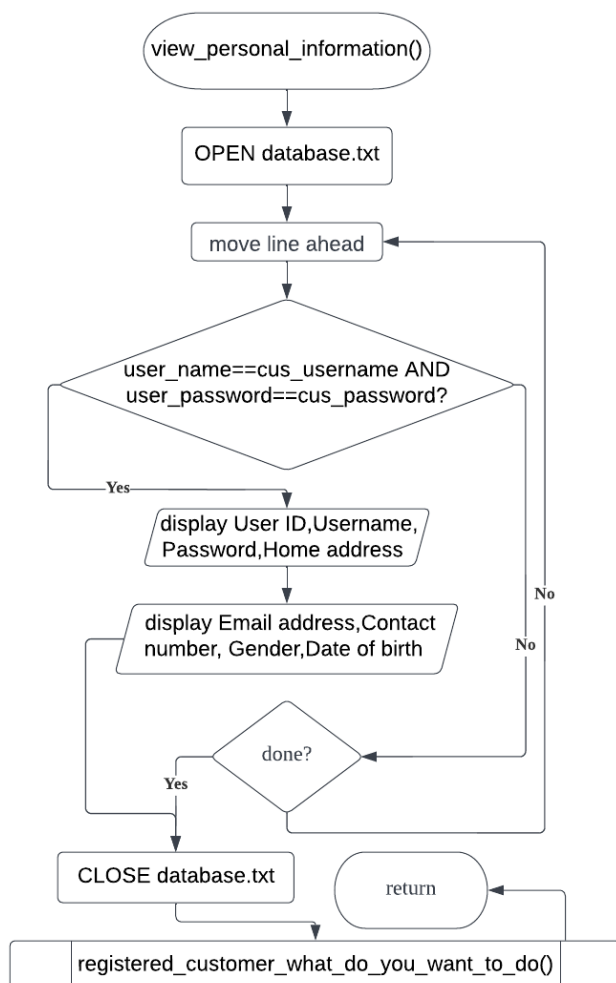 view_personal_information()
OPEN database.txt
move line ahead
user_name==cus_username AND
user_password==cus_password?
Yes
display User ID,Username,
Password,Home address
display Email address,Contact
number, Gender,Date of birth
No
No
done?
Yes
CLOSE database.txt
return
registered_customer_what_do_you_want_to_do()